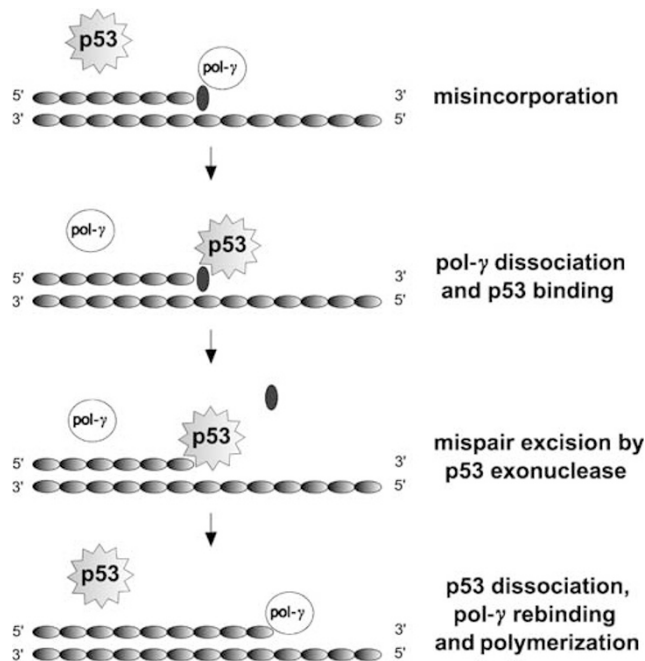 p53
pol-γ
5' 3'
3' 5'
misincorporation
pol-γ
p53
5' 3'
3' 5'
pol-γ dissociation
and p53 binding
pol-γ
p53
3'
3' 5'
mispair excision by
p53 exonuclease
p53
pol-γ
5' 3'
3' 5'
p53 dissociation,
pol-γ rebinding
and polymerization